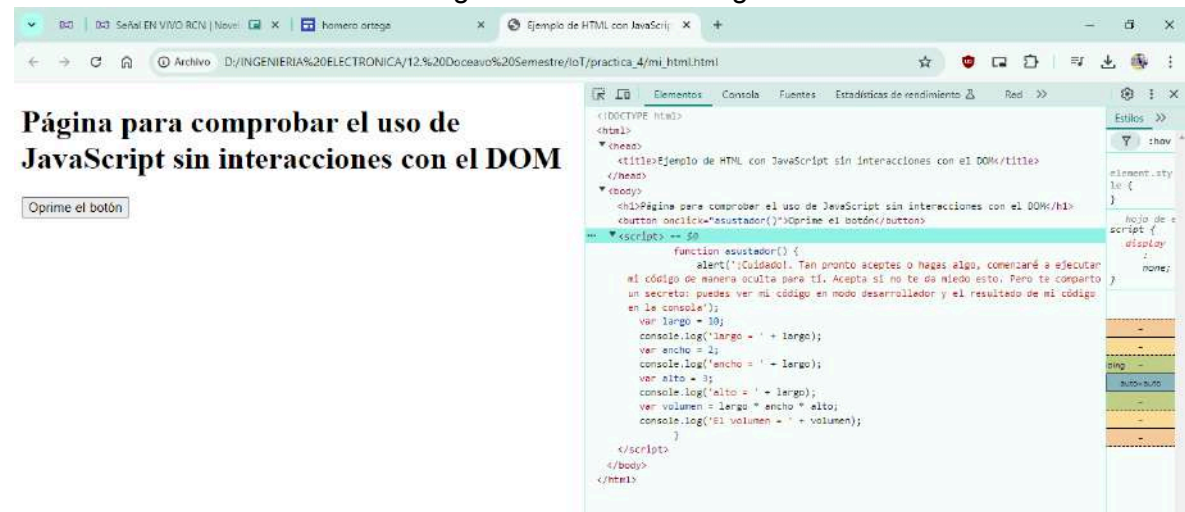 Señal EN VIVO RCN | Novel
homero ortega
Ejemplo de HTML con JavaScrip
Archivo D:/INGENIERIA%20ELECTRONICA/12.%20Doceavo%20Semestre/IoT/practica_4/mi_html.html
Página para comprobar el uso de
JavaScript sin interacciones con el DOM
Oprime el botón
Elementos Consola Fuentes Estadísticas de rendimiento Red
<!DOCTYPE html>
<html>
<head>
<title>Ejemplo de HTML con JavaScript sin interacciones con el DOM</title>
</head>
<body>
<h1>Página para comprobar el uso de JavaScript sin interacciones con el DOM</h1>
<button onclick="asustador()">Oprime el botón</button>
<script> == $0
function asustador() {
alert('¡Cuidado!. Tan pronto aceptes o hagas algo, comenzaré a ejecutar
mi código de manera oculta para tí. Acepta si no te da miedo esto. Pero te comparto
un secreto: puedes ver mi código en modo desarrollador y el resultado de mi código
en la consola');
var largo = 10;
console.log('largo = ' + largo);
var ancho = 2;
console.log('ancho = ' + largo);
var alto = 3;
console.log('alto = ' + largo);
var volumen = largo * ancho * alto;
console.log('El volumen = ' + volumen);
}
</script>
</body>
</html>
Estilos
:hov
element.sty
le {
}
hoja de e
script {
display
:
none;
}
ding -
auto×auto